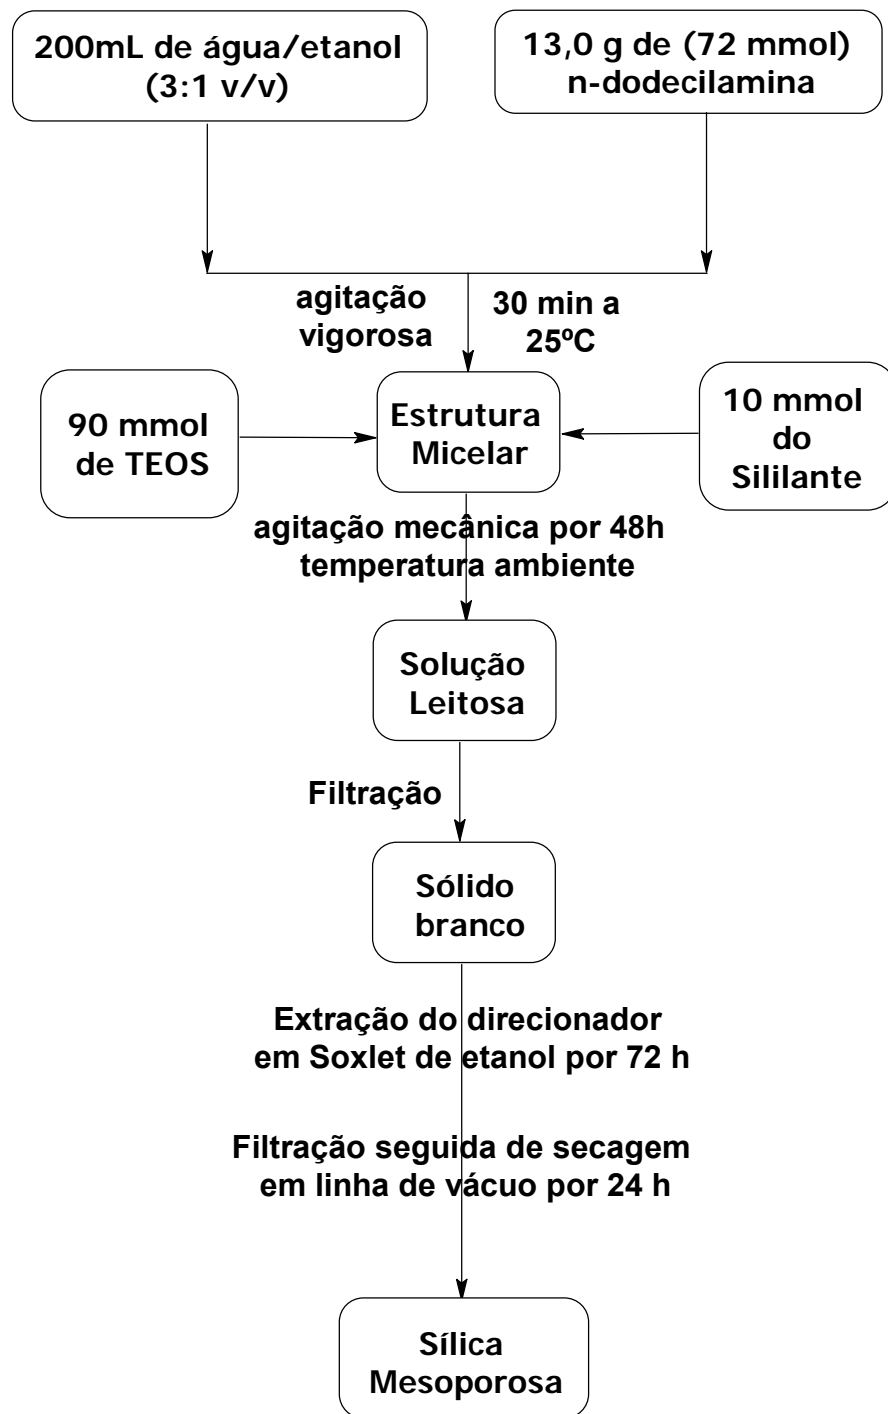 200mL de água/etanol
(3:1 v/v)
13,0 g de (72 mmol)
n-dodecilamina
agitação
vigorosa
30 min a
25ºC
90 mmol
de TEOS
Estrutura
Micelar
10 mmol
do
Sililante
agitação mecânica por 48h
temperatura ambiente
Solução
Leitosa
Filtração
Sólido
branco
Extração do direcionador
em Soxlet de etanol por 72 h
Filtração seguida de secagem
em linha de vácuo por 24 h
Sílica
Mesoporosa